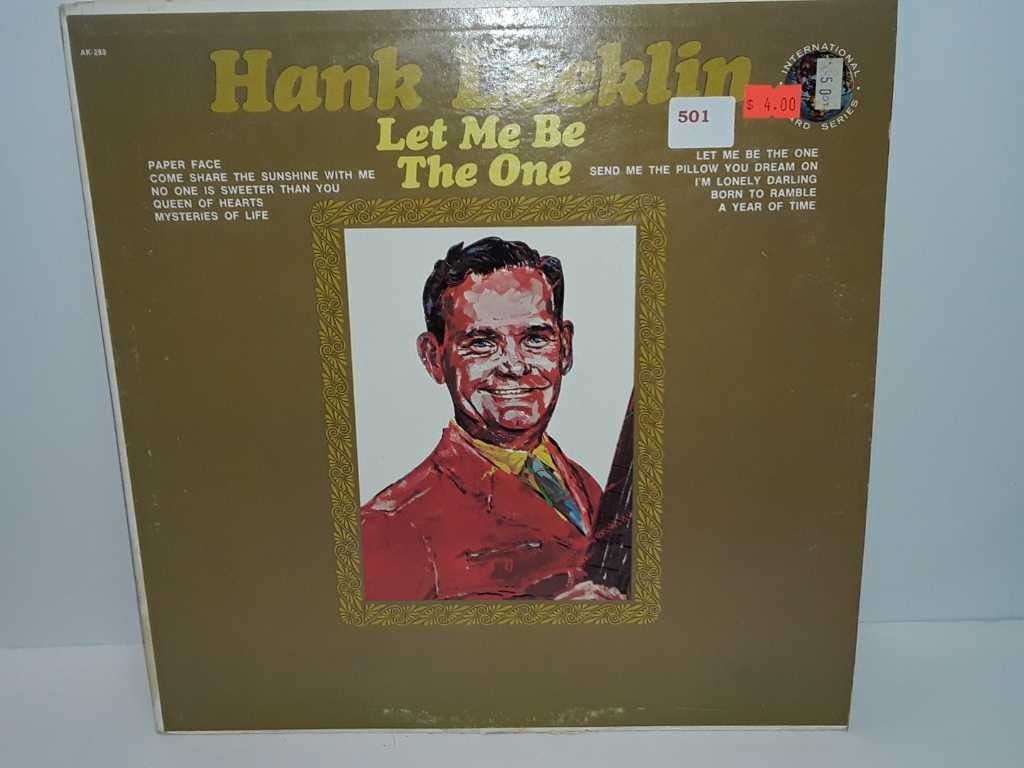 AK-289
Hank Locklin
Let Me Be
The One
PAPER FACE
COME SHARE THE SUNSHINE WITH ME
NO ONE IS SWEETER THAN YOU
QUEEN OF HEARTS
MYSTERIES OF LIFE
LET ME BE THE ONE
SEND ME THE PILLOW YOU DREAM ON
I'M LONELY DARLING
BORN TO RAMBLE
A YEAR OF TIME
501
$ 4.00
INTERNATIONAL
SERIES